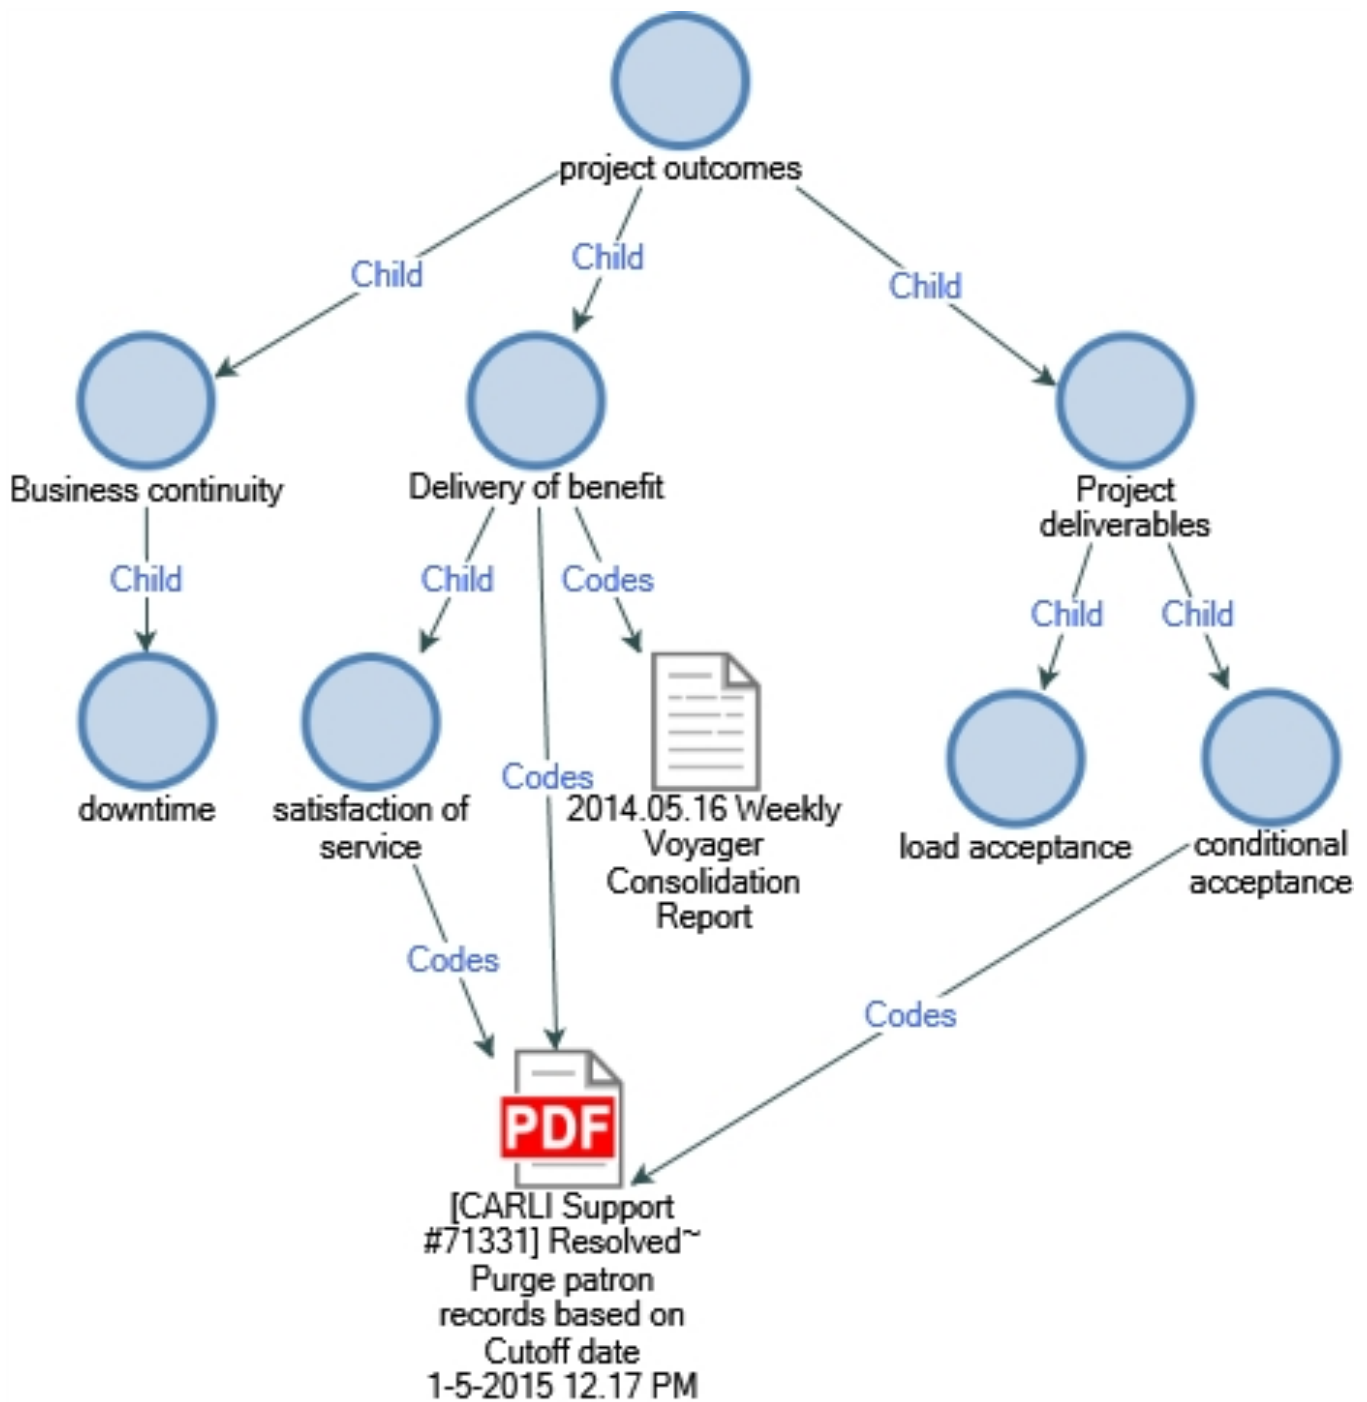 project outcomes
Child
Child
Child
Business continuity
Delivery of benefit
Project
deliverables
Child
Child
Codes
Child
Child
downtime
satisfaction of
service
Codes
2014.05.16 Weekly
Voyager
Consolidation
Report
load acceptance
conditional
acceptance
Codes
Codes
PDF
[CARLI Support
#71331] Resolved~
Purge patron
records based on
Cutoff date
1-5-2015 12.17 PM